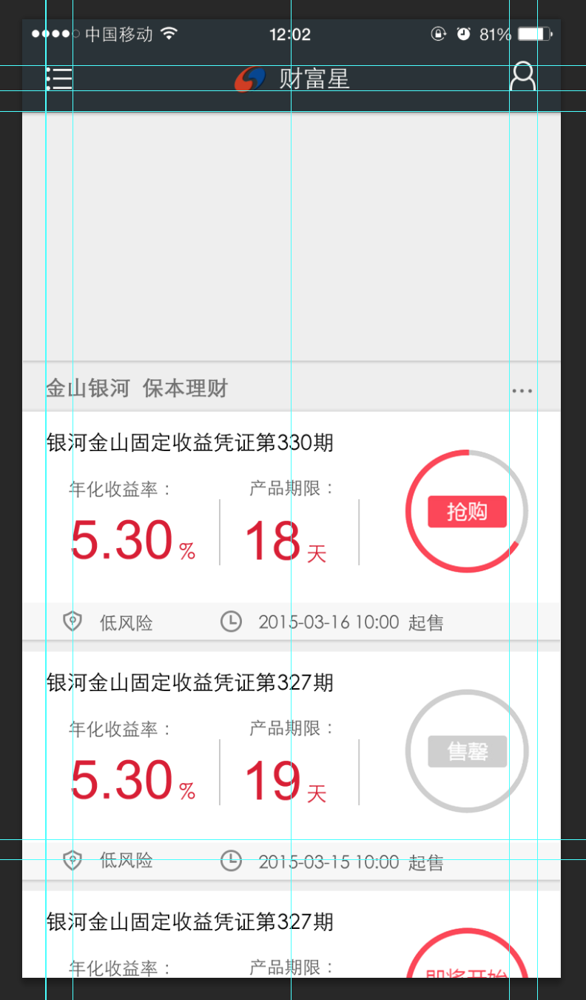 中国移动 12:02 81%
财富星
金山银河 保本理财 ...
银河金山固定收益凭证第330期
年化收益率： 产品期限：
5.30% 18天
抢购
低风险 2015-03-16 10:00 起售
银河金山固定收益凭证第327期
年化收益率： 产品期限：
5.30% 19天
售罄
低风险 2015-03-15 10:00 起售
银河金山固定收益凭证第327期
年化收益率： 产品期限：
即将开始